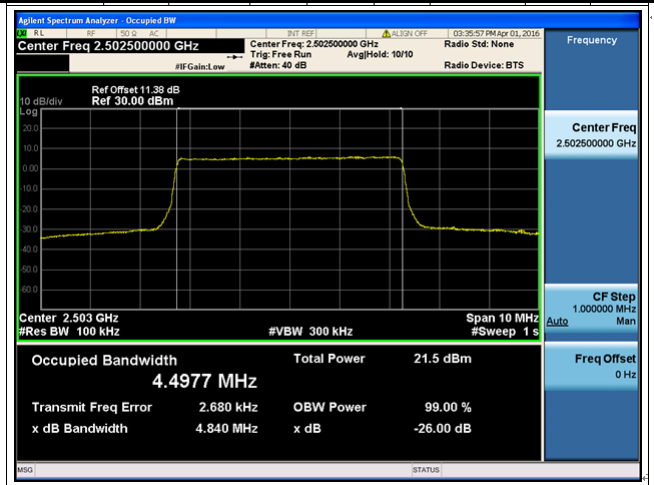 Agilent Spectrum Analyzer - Occupied BW
RL RF 50 Ω AC INT REF ALIGN OFF 03:35:57 PM Apr 01, 2016
Center Freq 2.502500000 GHz
Center Freq: 2.502500000 GHz Radio Std: None
Trig: Free Run Avg|Hold: 10/10
#IFGain:Low #Atten: 40 dB Radio Device: BTS
Frequency
Ref Offset 11.38 dB
10 dB/div Ref 30.00 dBm
Log
20.0
10.0
0.00
-10.0
-20.0
-30.0
-40.0
-50.0
-60.0
Center 2.503 GHz Span 10 MHz
#Res BW 100 kHz #VBW 300 kHz #Sweep 1 s
Occupied Bandwidth Total Power 21.5 dBm
4.4977 MHz
Transmit Freq Error 2.680 kHz OBW Power 99.00 %
x dB Bandwidth 4.840 MHz x dB -26.00 dB
Center Freq
2.502500000 GHz
CF Step
1.000000 MHz
Auto Man
Freq Offset
0 Hz
MSG STATUS